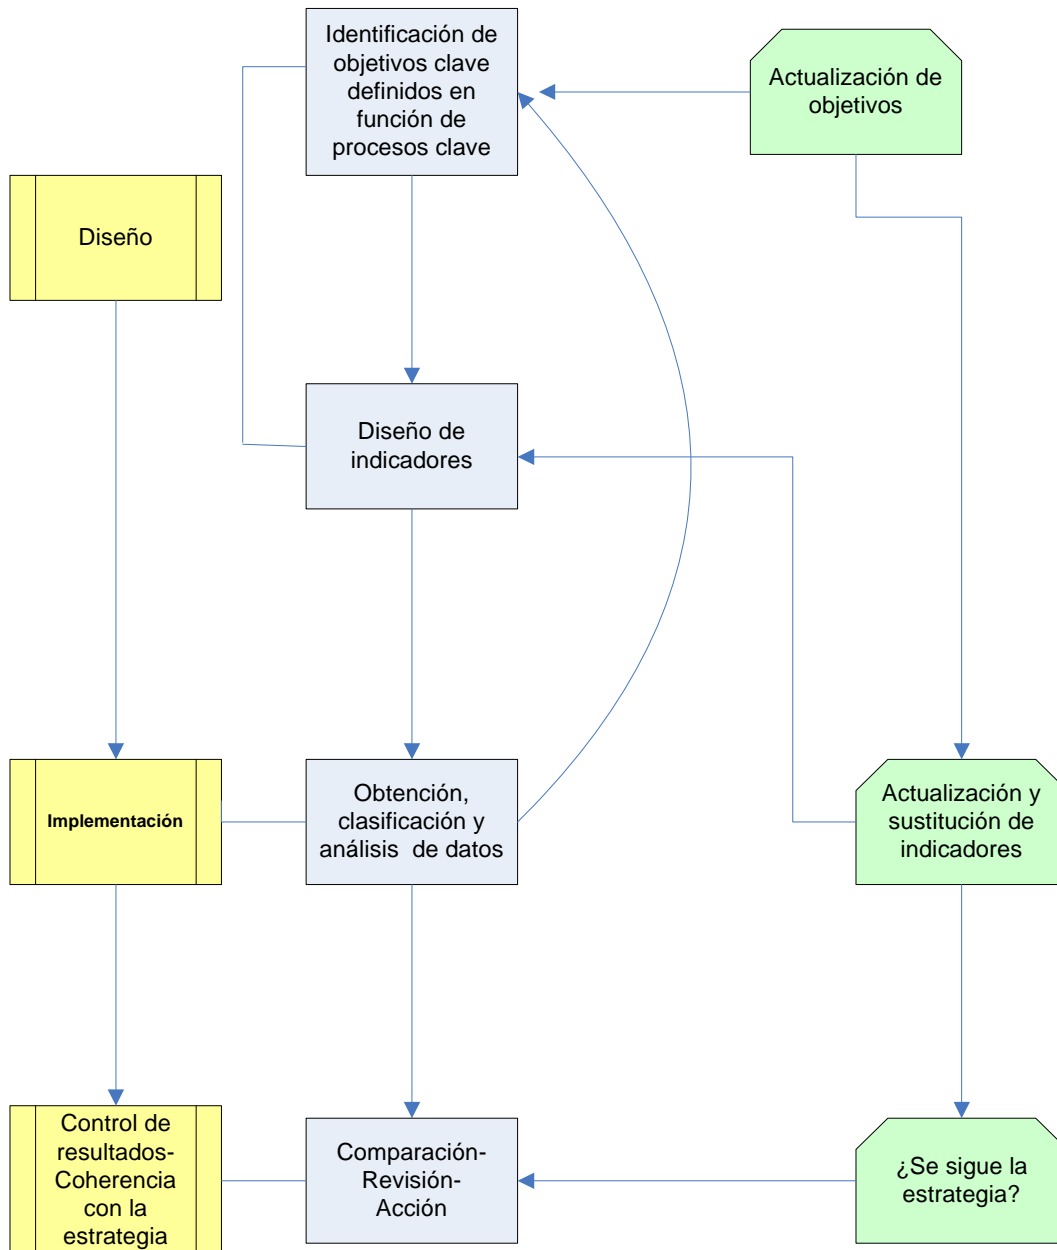 Identificación de
objetivos clave
definidos en
función de
procesos clave
Actualización de
objetivos
Diseño
Diseño de
indicadores
Implementación
Obtención,
clasificación y
análisis de datos
Actualización y
sustitución de
indicadores
Control de
resultados-
Coherencia
con la
estrategia
Comparación-
Revisión-
Acción
¿Se sigue la
estrategia?